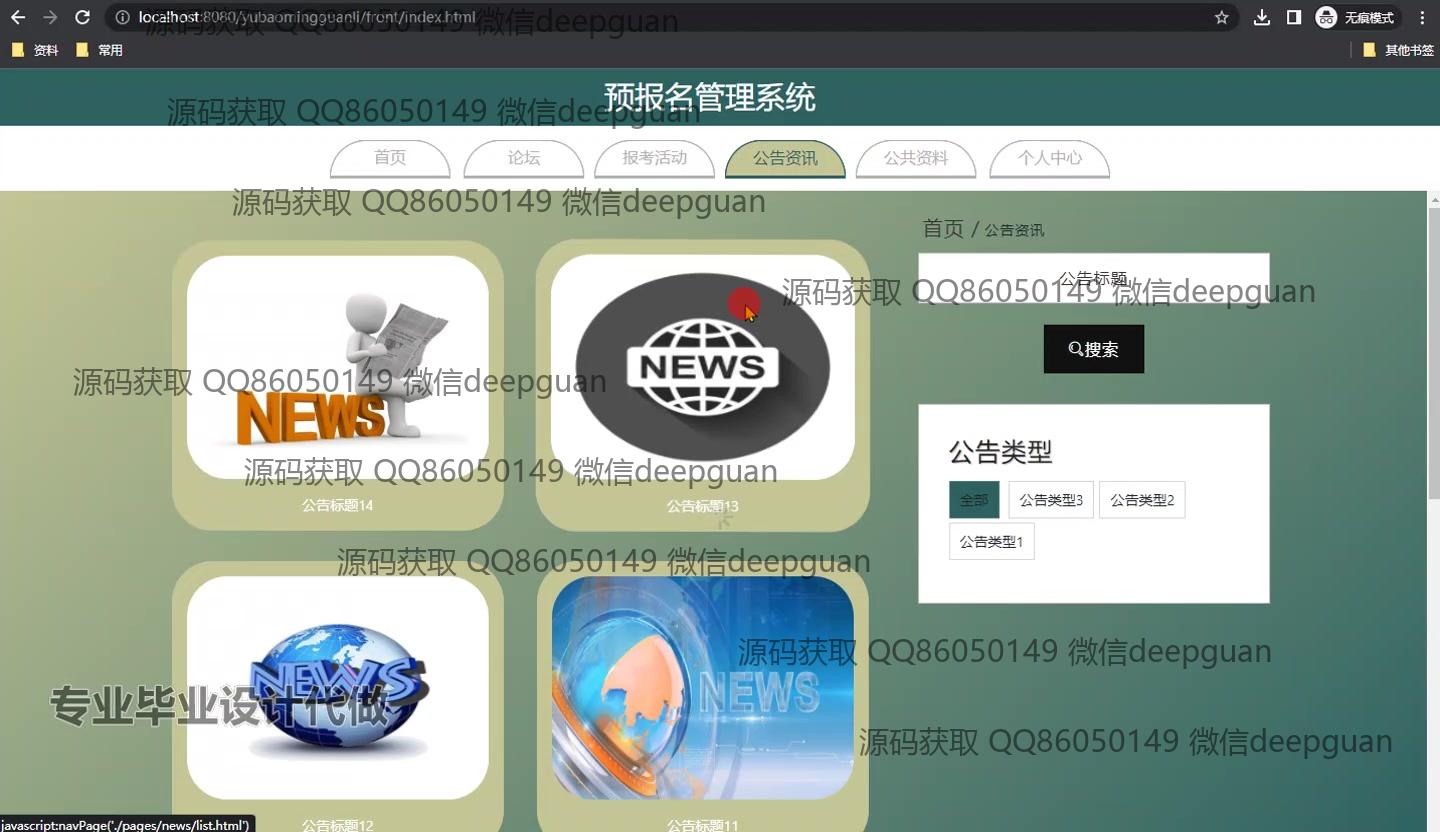 localhost:8080/yubaomingguanli/front/index.html
无痕模式
资料
常用
其他书签
源码获取 QQ86050149 微信deepguan
预报名管理系统
源码获取 QQ86050149 微信deepguan
首页
论坛
报考活动
公告资讯
公共资料
个人中心
源码获取 QQ86050149 微信deepguan
首页 / 公告资讯
公告标题
源码获取 QQ86050149 微信deepguan
搜索
NEWS
NEWS
源码获取 QQ86050149 微信deepguan
公告类型
源码获取 QQ86050149 微信deepguan
全部
公告类型3
公告类型2
公告标题14
公告标题13
公告类型1
源码获取 QQ86050149 微信deepguan
源码获取 QQ86050149 微信deepguan
NEWS
NEWS
专业毕业设计代做
源码获取 QQ86050149 微信deepguan
公告标题12
公告标题11
javascript:navPage('./pages/news/list.html')